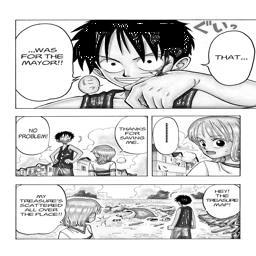 ぐいっ
THAT...
...WAS
FOR THE
MAYOR!!
THANKS
FOR
SAVING
ME.
NO
PROBLEM!
HEY!
THE
TREASURE
MAP!
MY
TREASURE'S
SCATTERED
ALL OVER
THE PLACE!!